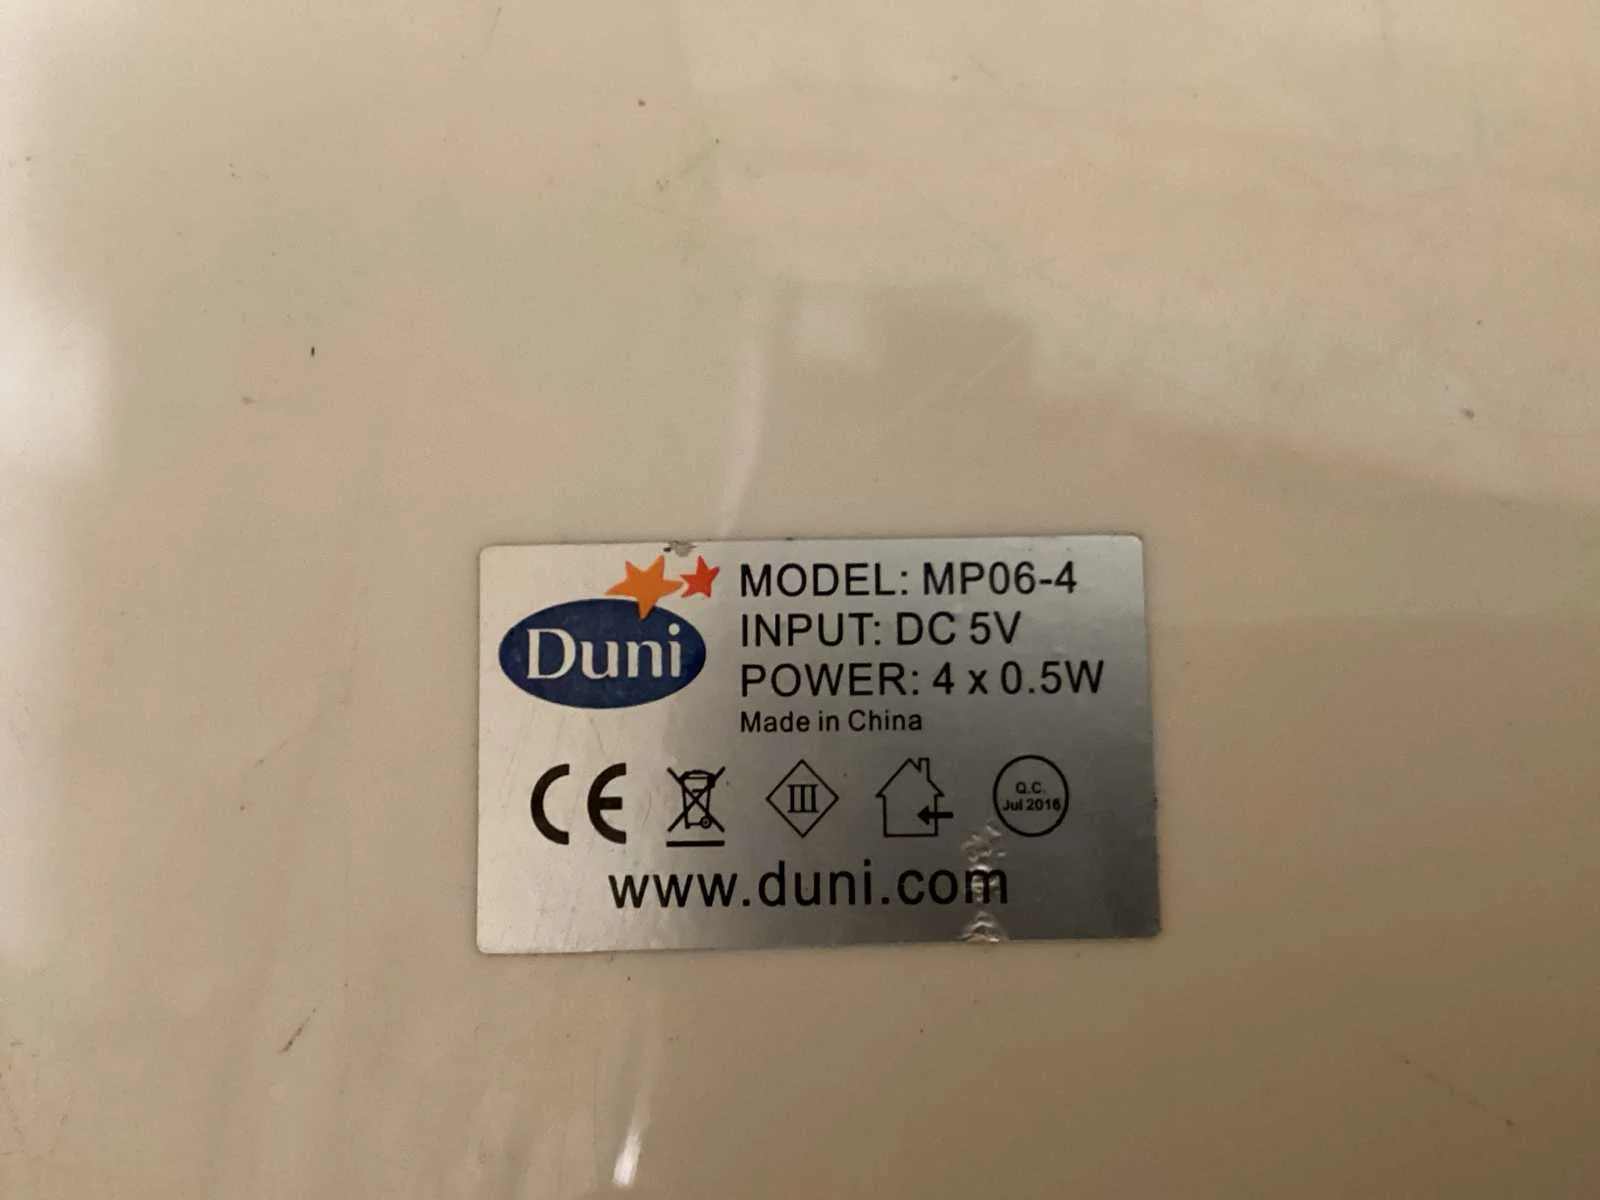 Duni
MODEL: MP06-4
INPUT: DC 5V
POWER: 4 x 0.5W
Made in China
CE
III
Q.C.
Jul 2016
www.duni.com